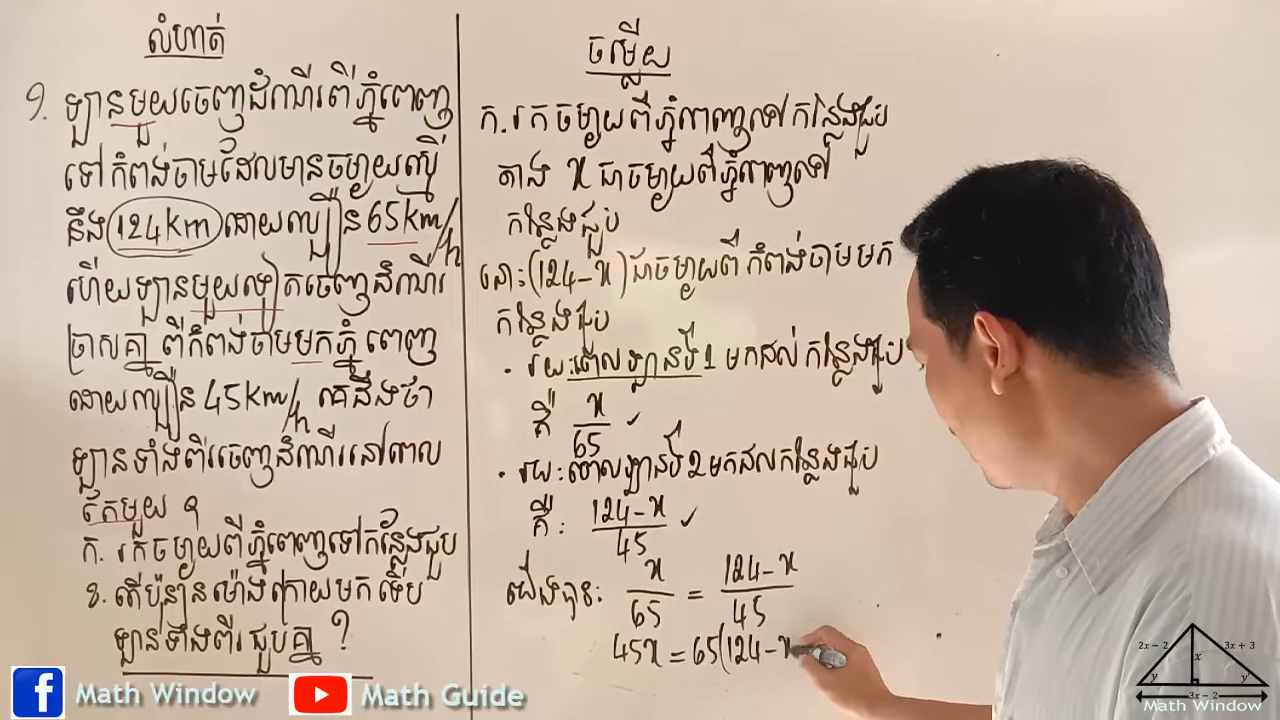 លំហាត់
១. ឡានមួយចេញដំណើរពីភ្នំពេញ
ទៅកំពង់ចាមដែលមានចម្ងាយស្មើ
នឹង 124km ដោយល្បឿន 65km/h
ហើយឡានមួយទៀតចេញដំណើរ
ច្រាសគ្នា ពីកំពង់ចាមមកភ្នំពេញ
ដោយល្បឿន 45km/h គេដឹងថា
ឡានទាំងពីរចេញដំណើរនៅពេល
តែមួយ ។
ក. រកចម្ងាយពីភ្នំពេញទៅកន្លែងជួប
ខ. តើប៉ុន្មានម៉ោងក្រោយមកទើប
ឡានទាំងពីរជួបគ្នា ?
ចម្លើយ
ក. រកចម្ងាយពីភ្នំពេញទៅកន្លែងជួប
តាង x ជាចម្ងាយពីភ្នំពេញទៅ
កន្លែងជួប
នោះ (124-x) ជាចម្ងាយពីកំពង់ចាមមក
កន្លែងជួប
. រយៈពេលឡានទី1 មកដល់កន្លែងជួប
គឺ x/65 ✓
. រយៈពេលឡានទី 2 មកដល់កន្លែងជួប
គឺ: 124-x/45 ✓
យើងបាន: x/65 = 124-x/45
45x = 65(124-x
Math Window
Math Guide
2x-2
3x+3
x
y
y
3x-2
Math Window